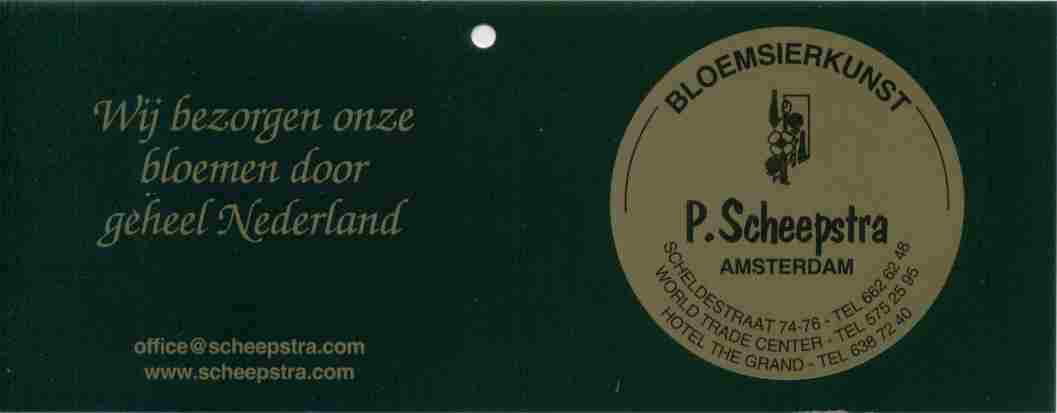 Wij bezorgen onze
bloemen door
geheel Nederland
office@scheepstra.com
www.scheepstra.com
BLOEMSIERKUNST
P. Scheepstra
AMSTERDAM
SCHELDESTRAAT 74-76 - TEL 662 62 48
WORLD TRADE CENTER - TEL 575 25 95
HOTEL THE GRAND - TEL 638 72 40